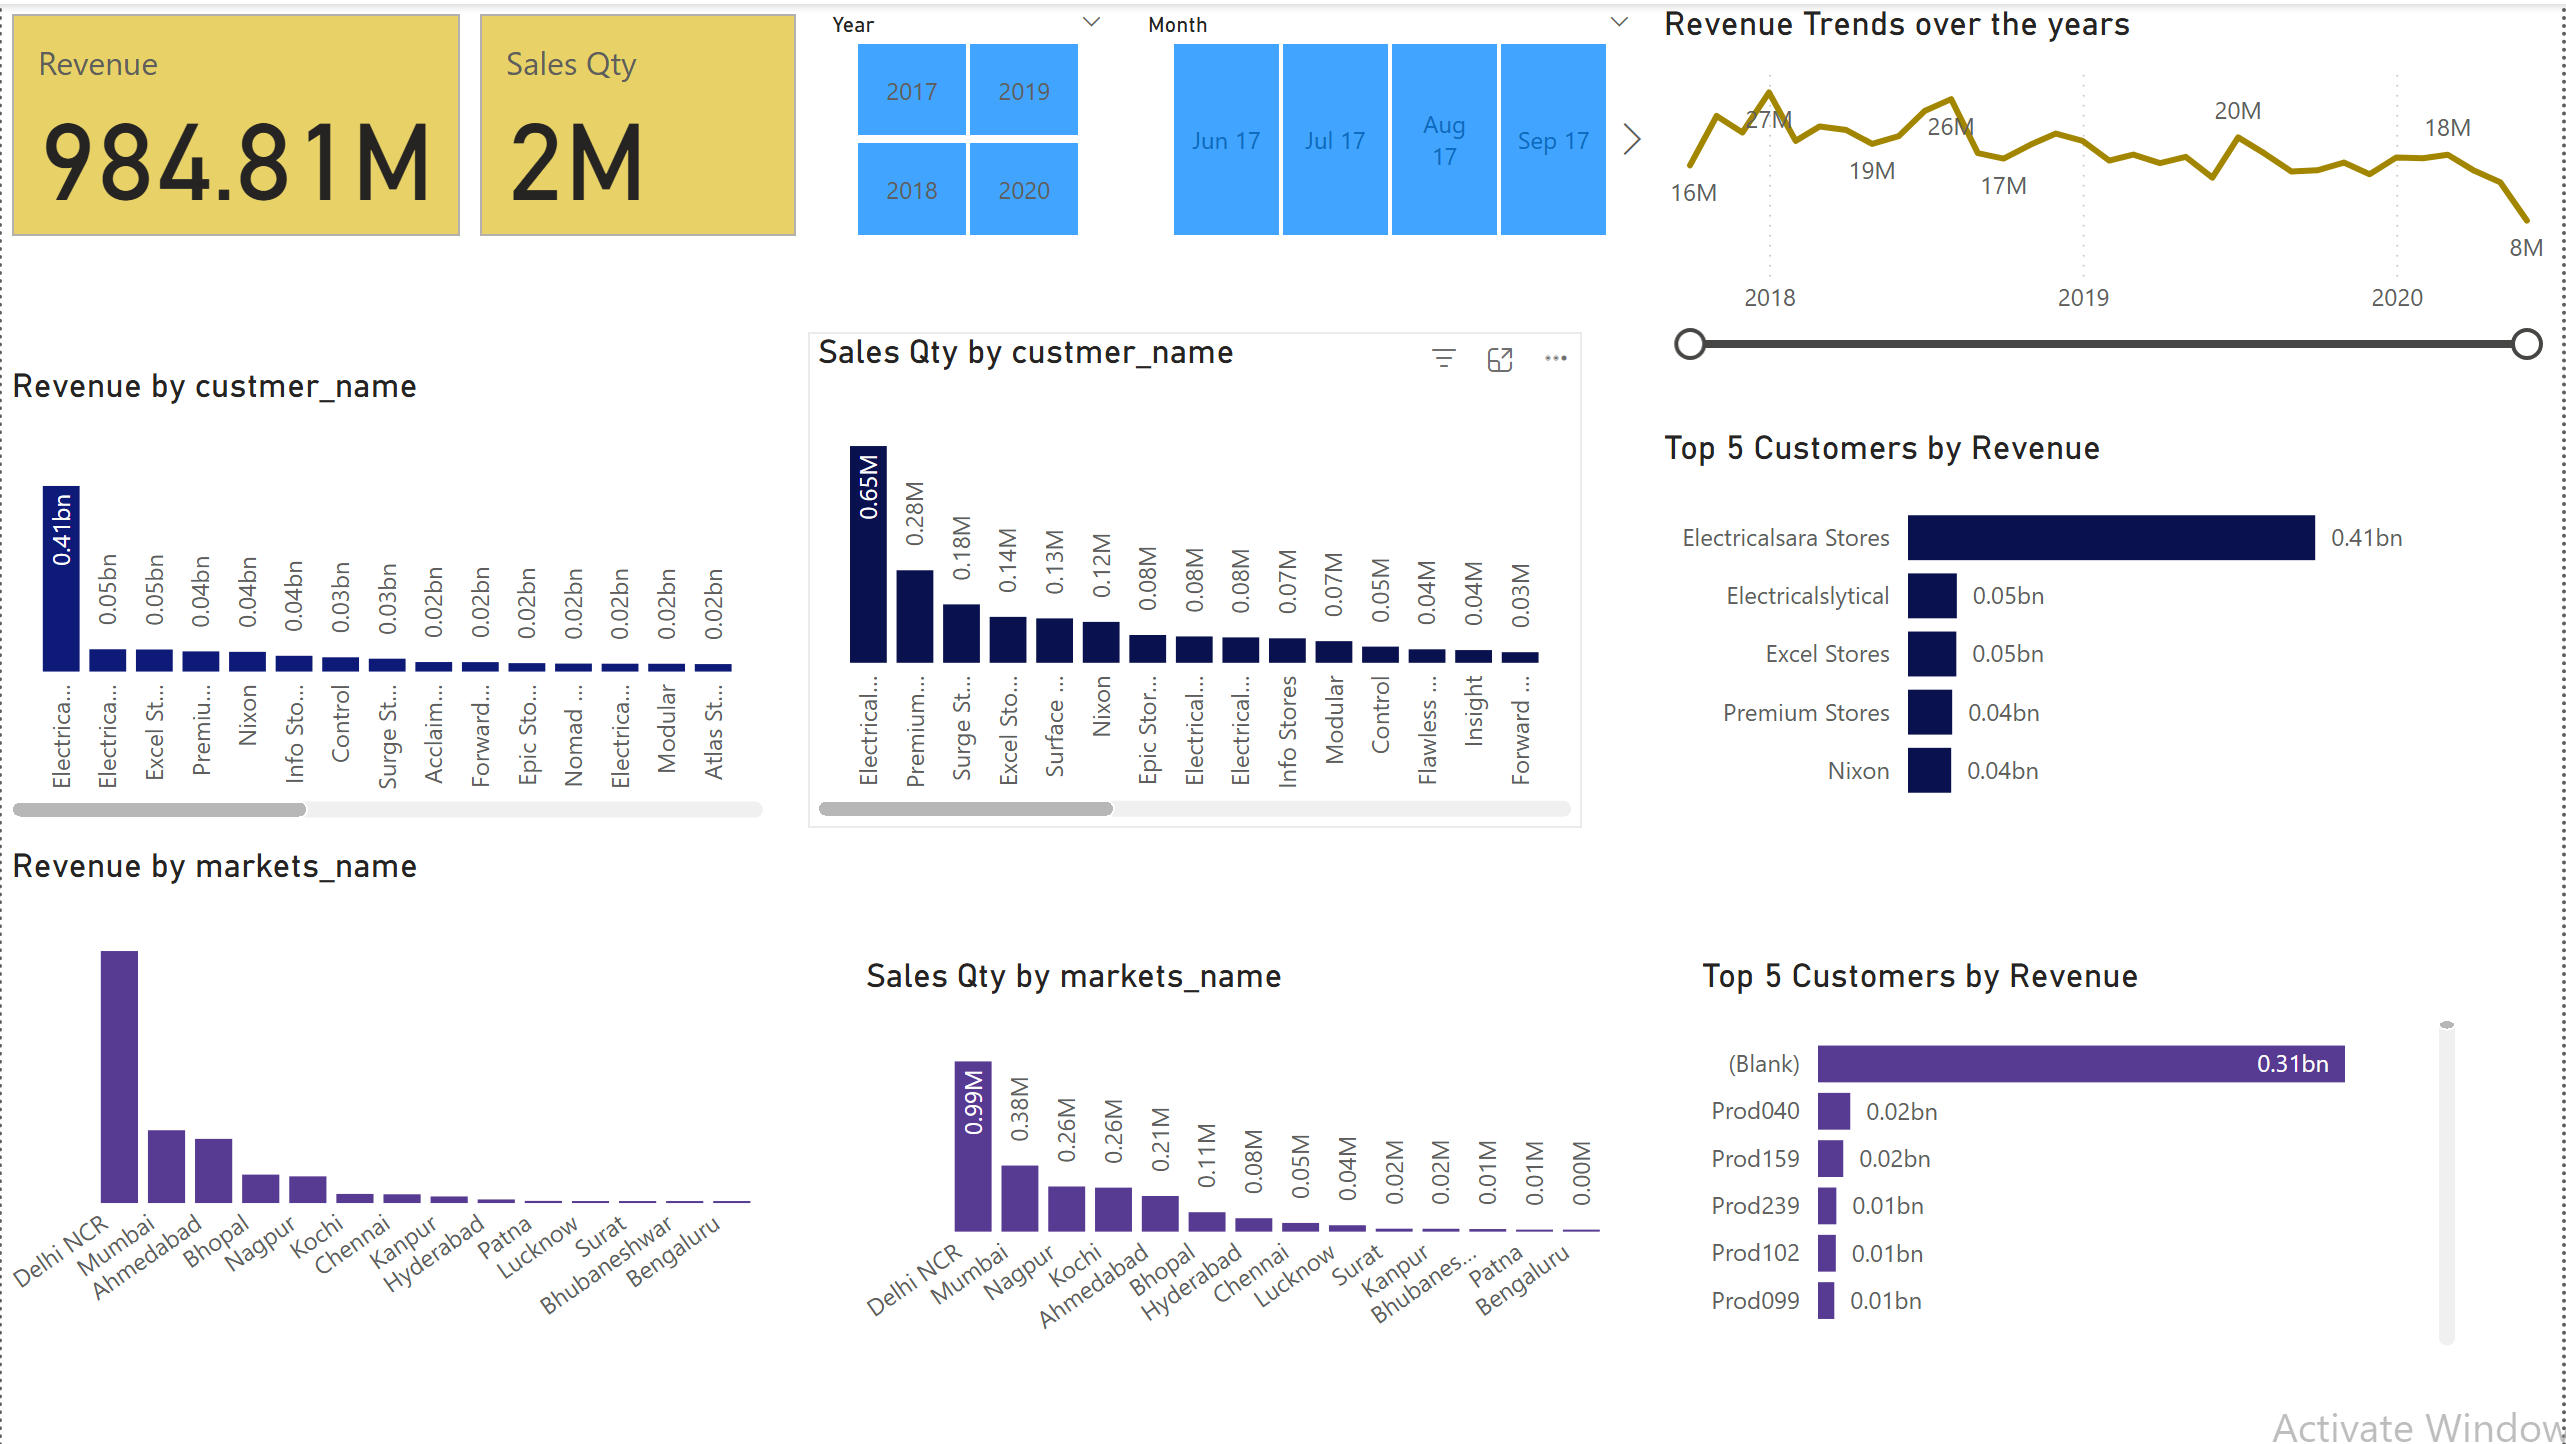 Revenue
984.81M
Sales Qty
2M
Year
2017
2019
2018
2020
Month
Jun 17
Jul 17
Aug
17
Sep 17
Revenue Trends over the years
27M
26M
20M
18M
16M
19M
17M
8M
2018
2019
2020
Revenue by custmer_name
0.41bn
0.05bn
0.05bn
0.04bn
0.04bn
0.04bn
0.03bn
0.03bn
0.02bn
0.02bn
0.02bn
0.02bn
0.02bn
0.02bn
0.02bn
Electrica...
Electrica...
Excel St...
Premiu...
Nixon
Info Sto...
Control
Surge St...
Acclaim...
Forward...
Epic Sto...
Nomad ...
Electrica...
Modular
Atlas St...
Sales Qty by custmer_name
0.65M
0.28M
0.18M
0.14M
0.13M
0.12M
0.08M
0.08M
0.08M
0.07M
0.07M
0.05M
0.04M
0.04M
0.03M
Electrical...
Premium...
Surge St...
Excel Sto...
Surface ...
Nixon
Epic Stor...
Electrical...
Electrical...
Info Stores
Modular
Control
Flawless ...
Insight
Forward ...
Top 5 Customers by Revenue
Electricalsara Stores 0.41bn
Electricalslytical 0.05bn
Excel Stores 0.05bn
Premium Stores 0.04bn
Nixon 0.04bn
Revenue by markets_name
Delhi NCR
Mumbai
Ahmedabad
Bhopal
Nagpur
Kochi
Chennai
Kanpur
Hyderabad
Patna
Lucknow
Surat
Bhubaneshwar
Bengaluru
Sales Qty by markets_name
0.99M
0.38M
0.26M
0.26M
0.21M
0.11M
0.08M
0.05M
0.04M
0.02M
0.02M
0.01M
0.01M
0.00M
Delhi NCR
Mumbai
Nagpur
Kochi
Ahmedabad
Bhopal
Hyderabad
Chennai
Lucknow
Surat
Kanpur
Bhubanes...
Patna
Bengaluru
Top 5 Customers by Revenue
(Blank) 0.31bn
Prod040 0.02bn
Prod159 0.02bn
Prod239 0.01bn
Prod102 0.01bn
Prod099 0.01bn
Activate Window